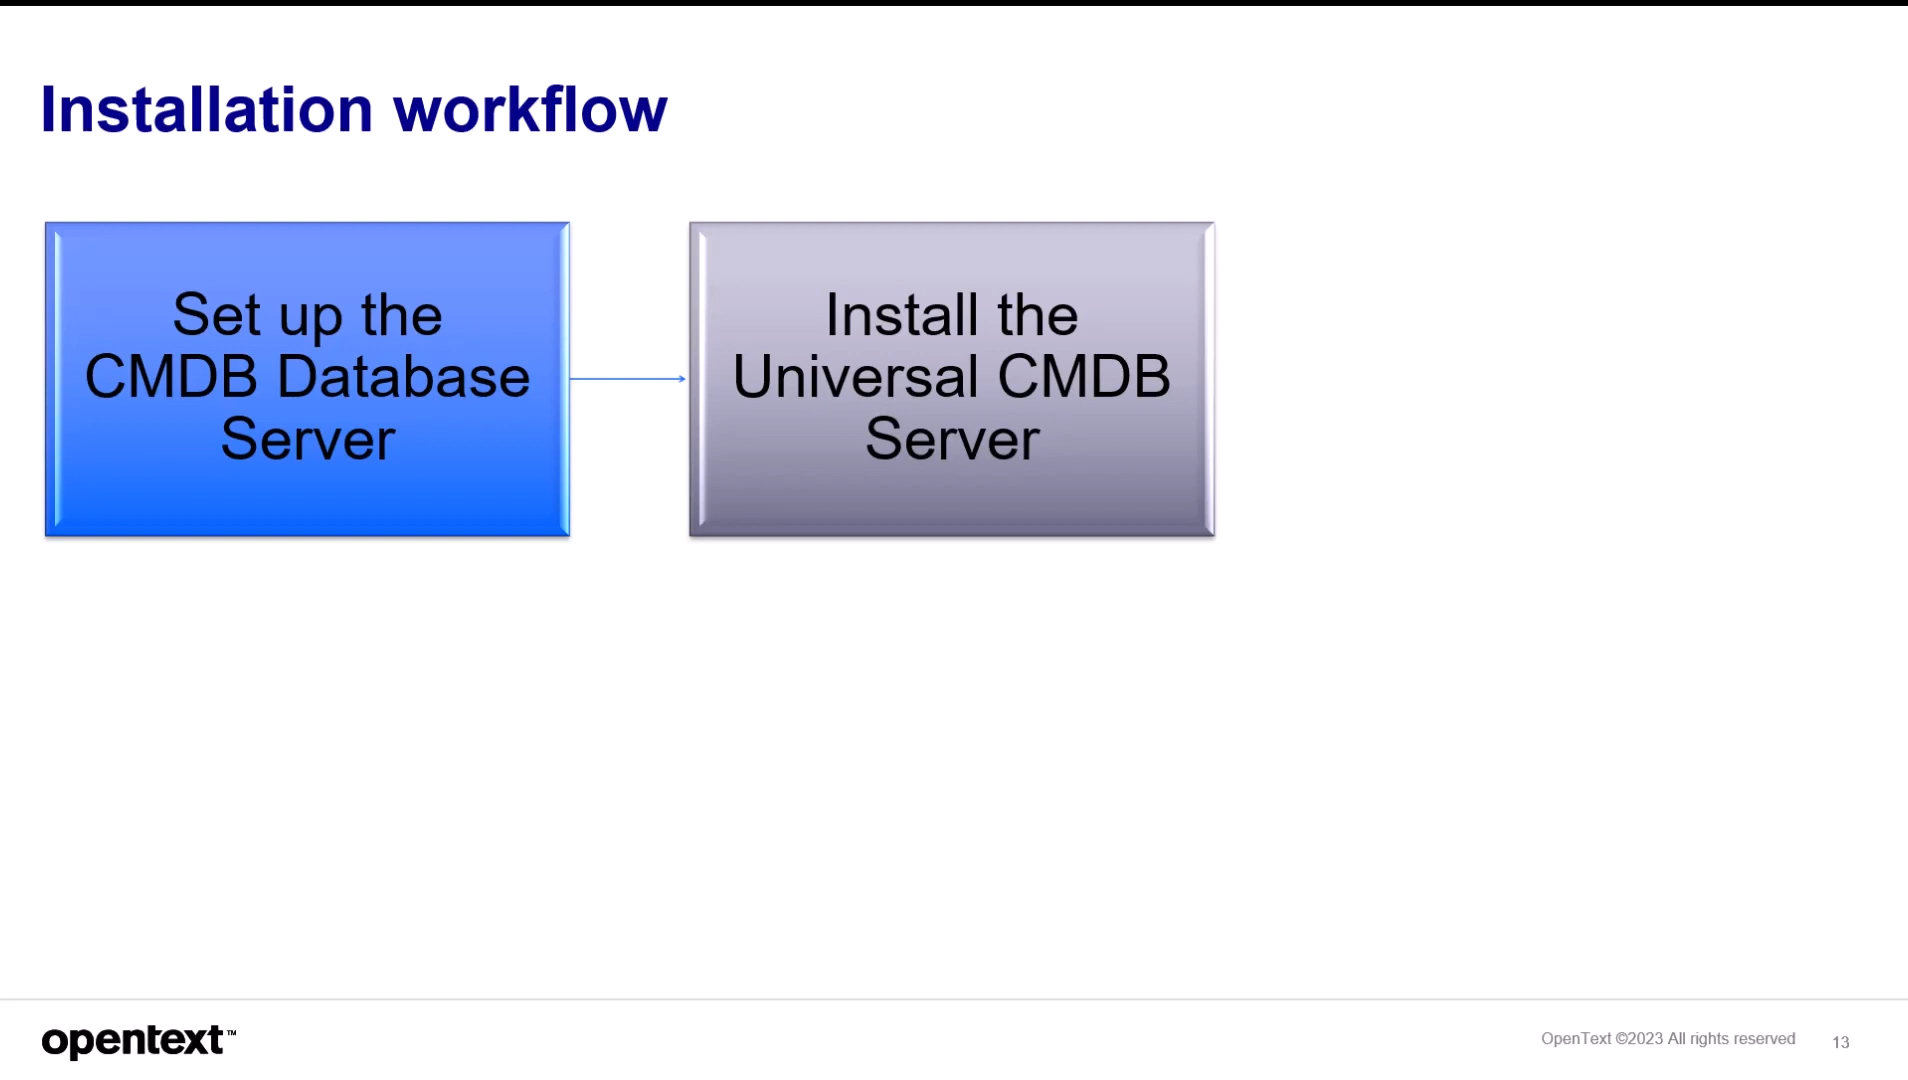 Installation workflow
Set up the
CMDB Database
Server
Install the
Universal CMDB
Server
opentext™
OpenText ©2023 All rights reserved
13